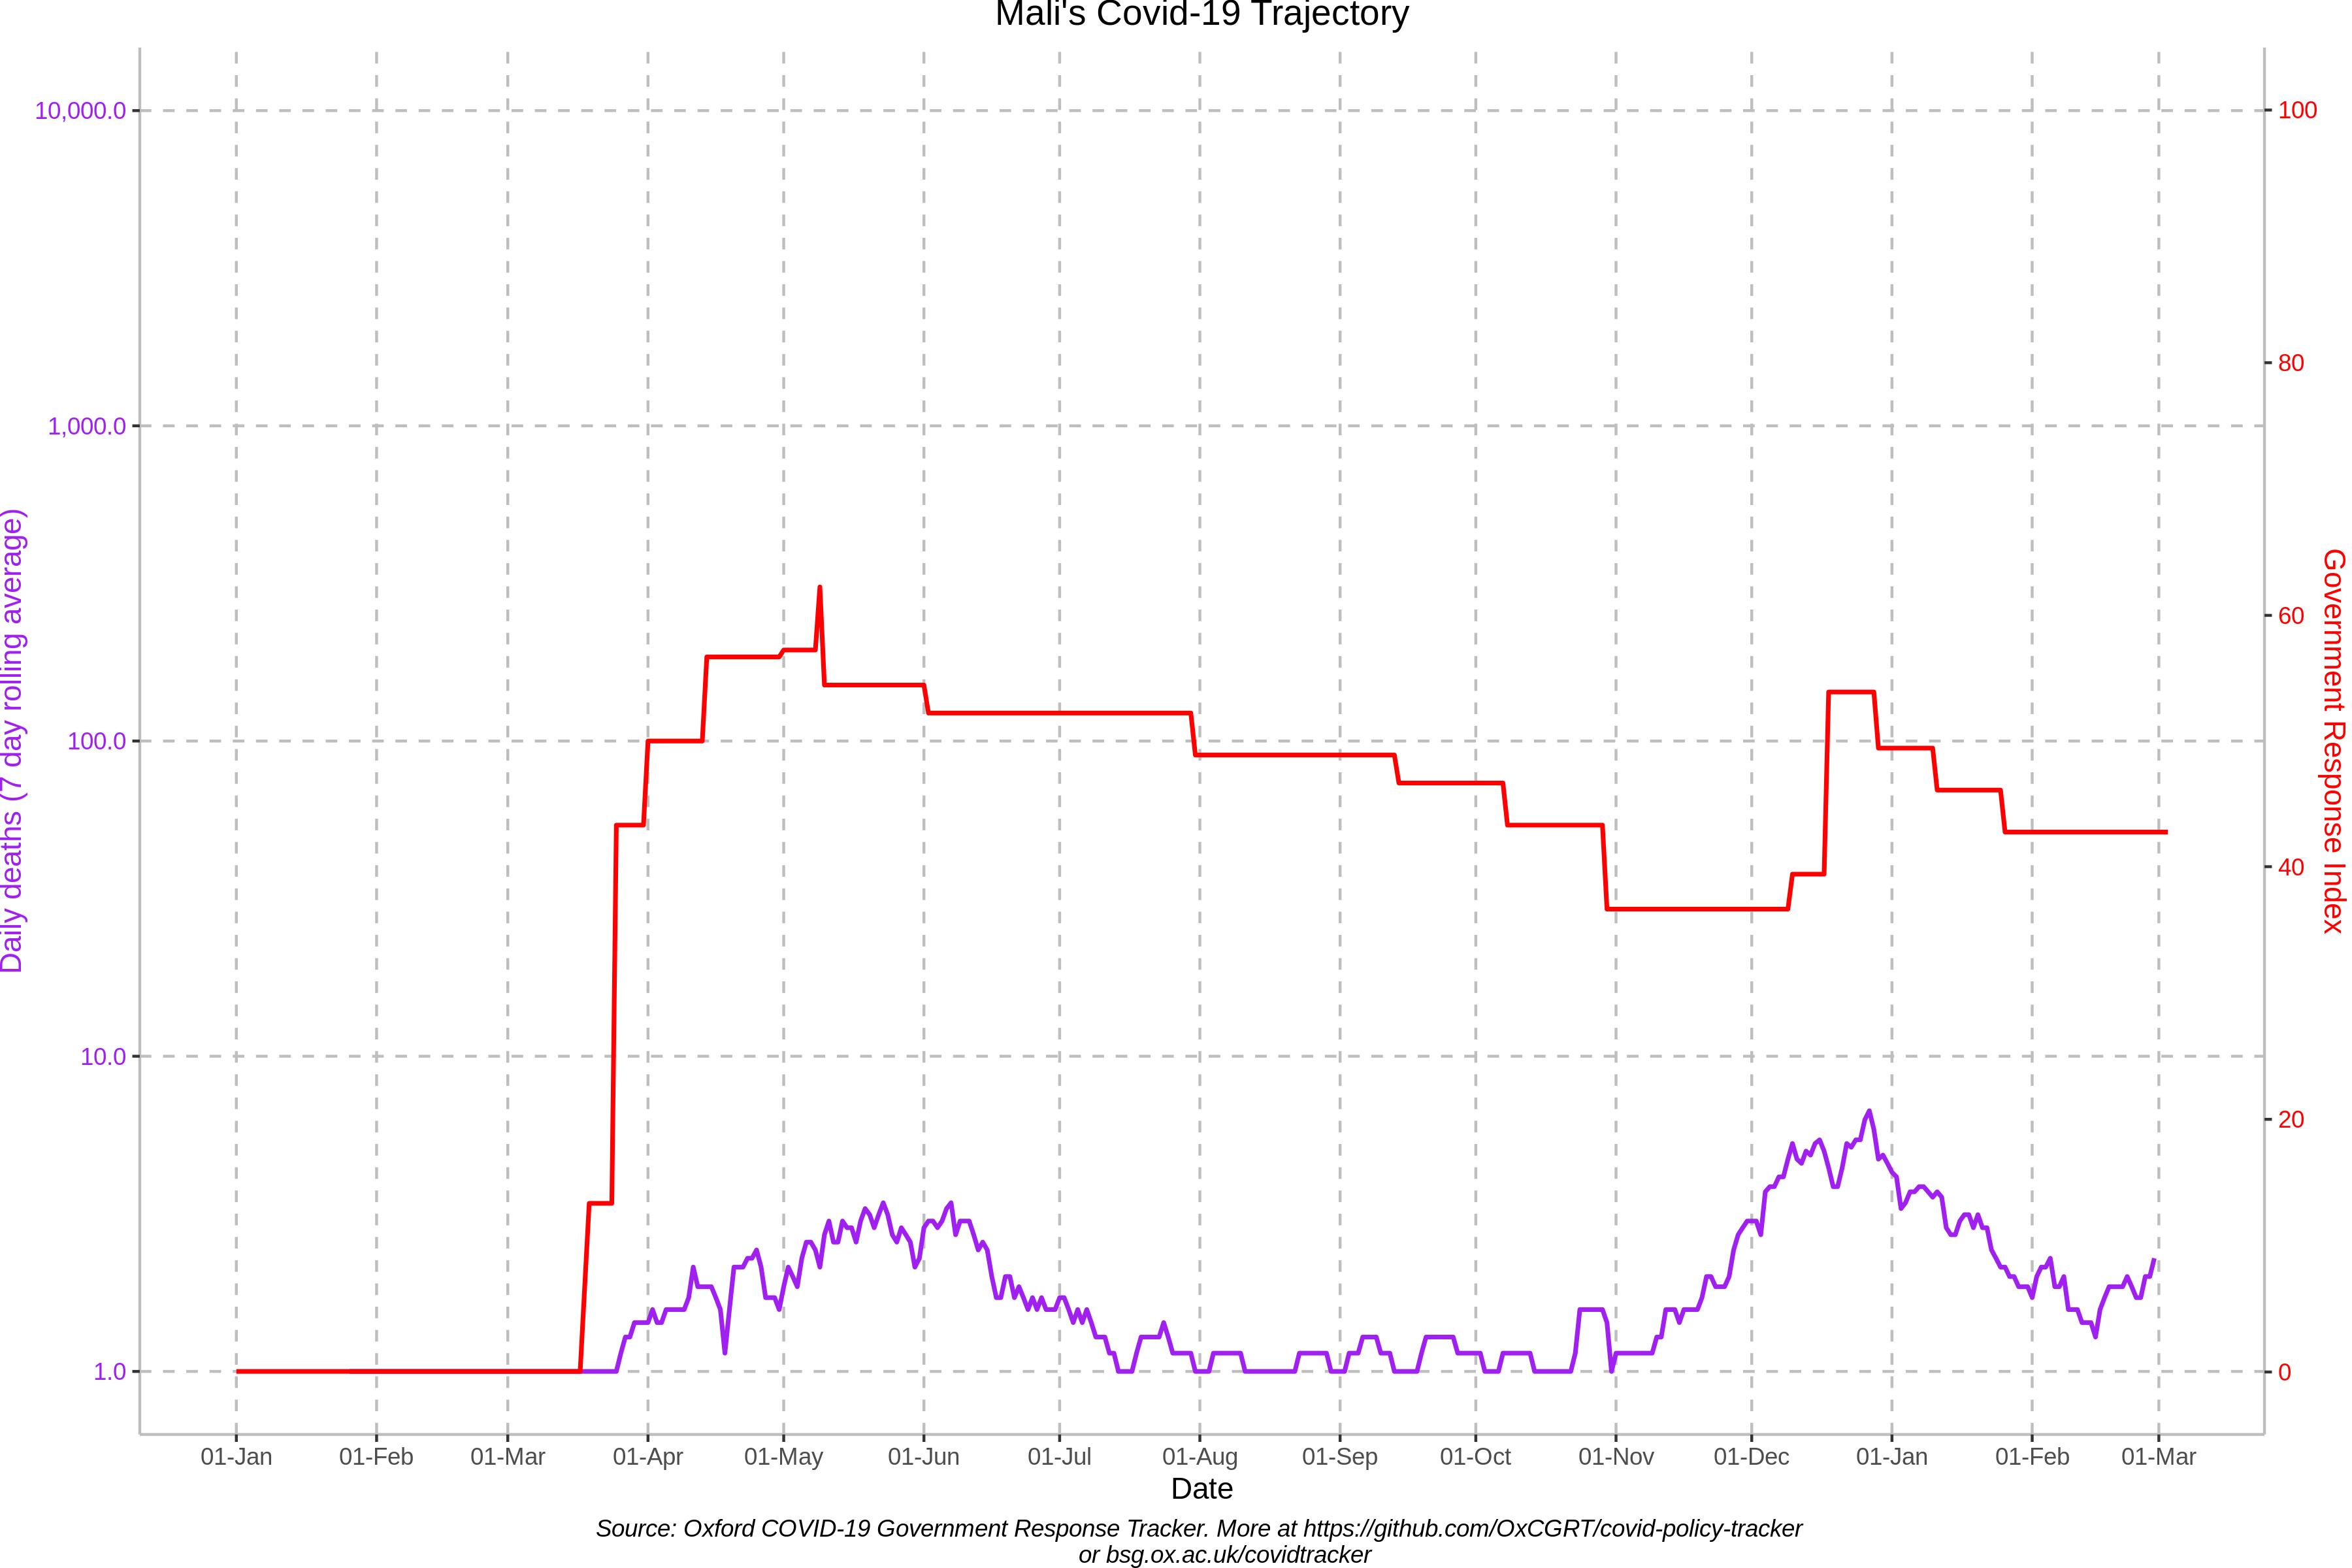 Mali's Covid-19 Trajectory
10,000.0
1,000.0
100.0
10.0
1.0
Daily deaths (7 day rolling average)
100
80
60
40
20
0
Government Response Index
01-Jan 01-Feb 01-Mar 01-Apr 01-May 01-Jun 01-Jul 01-Aug 01-Sep 01-Oct 01-Nov 01-Dec 01-Jan 01-Feb 01-Mar
Date
Source: Oxford COVID-19 Government Response Tracker. More at https://github.com/OxCGRT/covid-policy-tracker
or bsg.ox.ac.uk/covidtracker